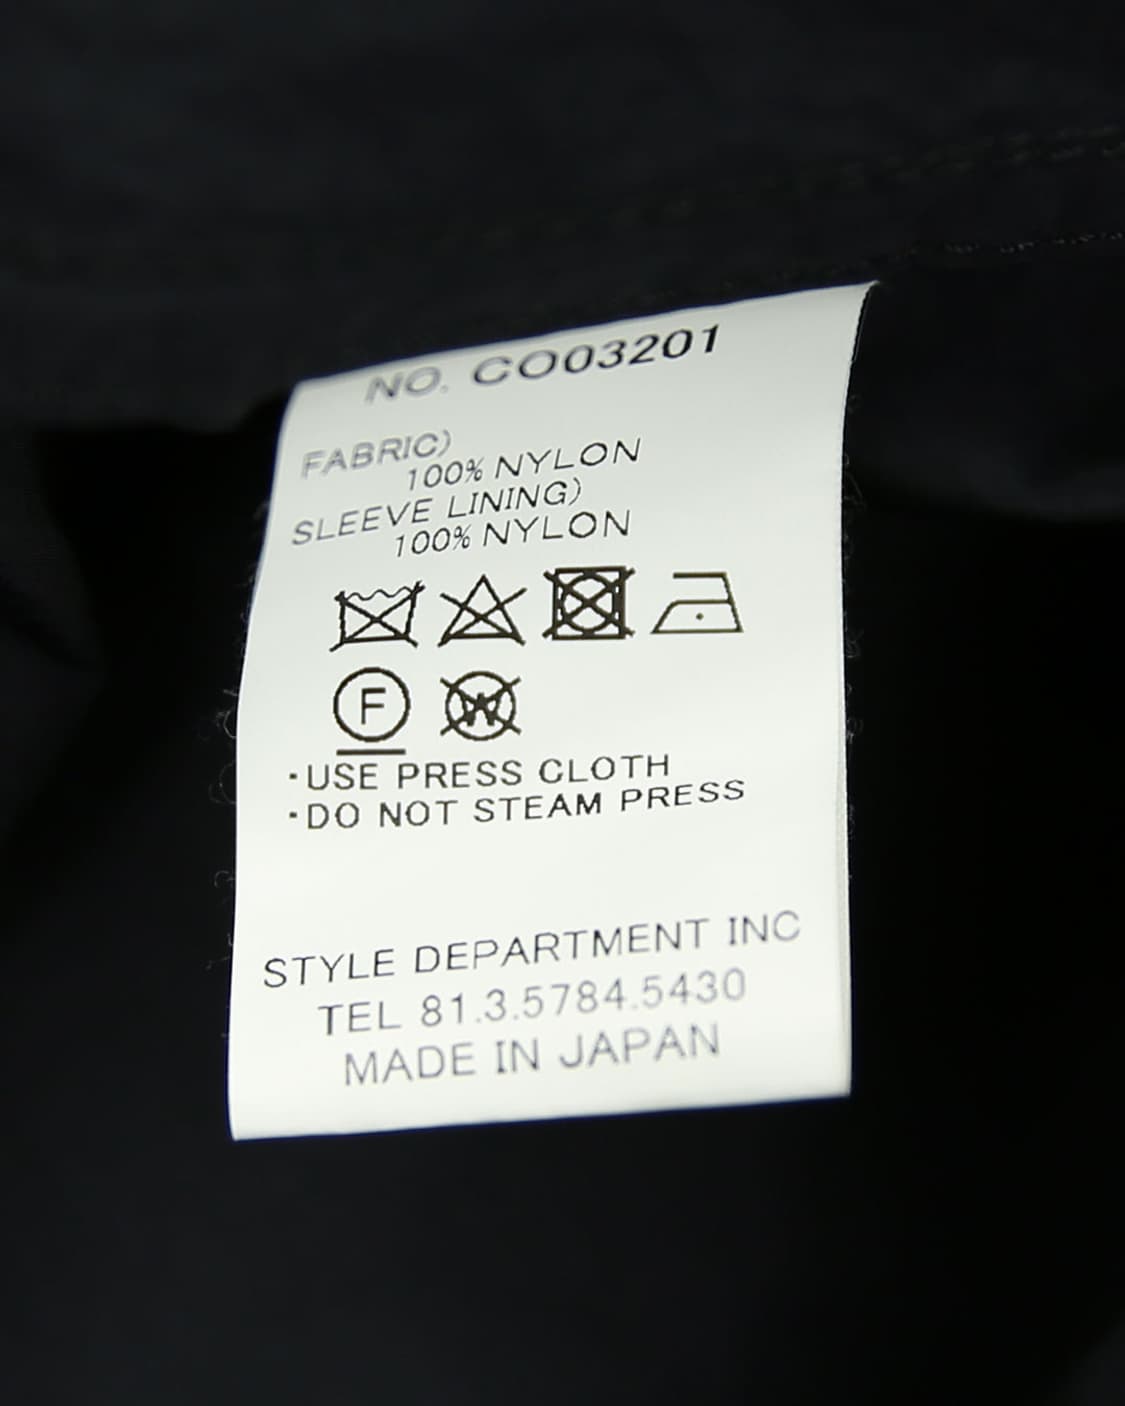 NO. CO03201
FABRIC)
100% NYLON
SLEEVE LINING)
100% NYLON
F
W
・USE PRESS CLOTH
・DO NOT STEAM PRESS
STYLE DEPARTMENT INC
TEL 81.3.5784.5430
MADE IN JAPAN